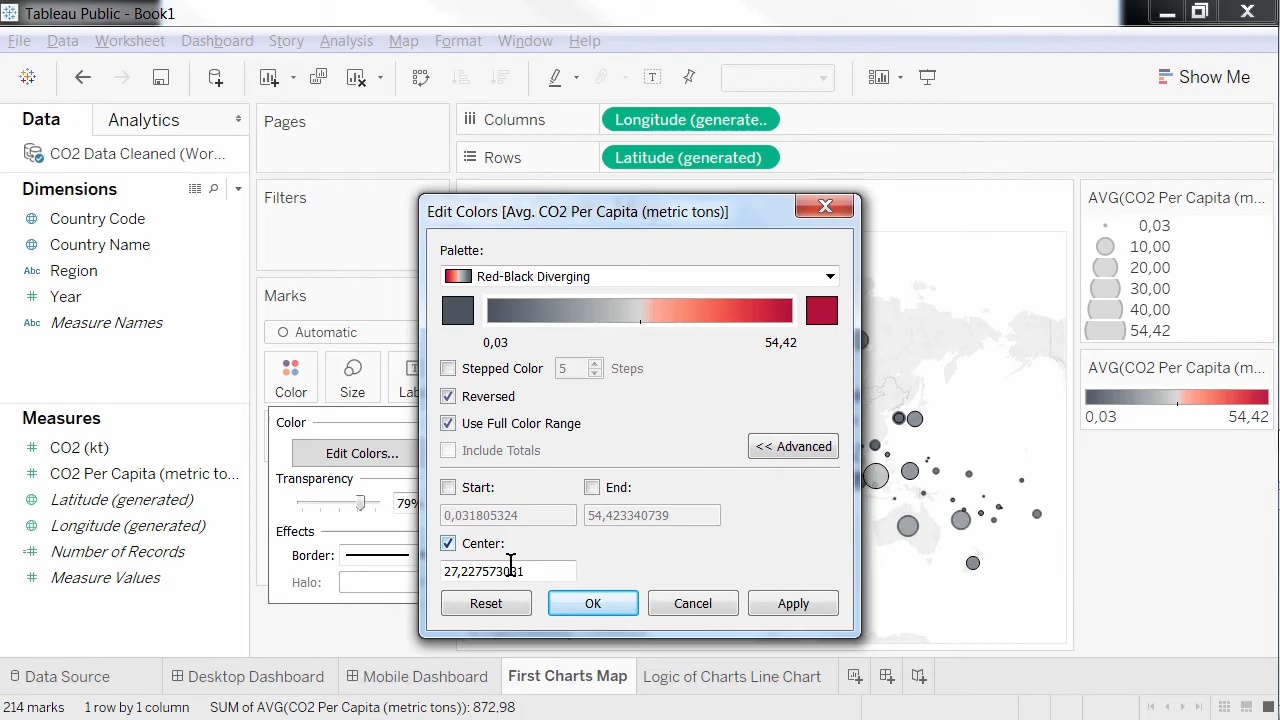 Tableau Public - Book1
File Data Worksheet Dashboard Story Analysis Map Format Window Help
Show Me
Data
Analytics
CO2 Data Cleaned (Wor...
Dimensions
Country Code
Country Name
Abc Region
Year
Abc Measure Names
Measures
CO2 (kt)
CO2 Per Capita (metric to...
Latitude (generated)
Longitude (generated)
Number of Records
Measure Values
Pages
Filters
Marks
Automatic
Color
Size
Color
Edit Colors...
Transparency
79%
Effects
Border:
Halo:
Columns
Longitude (generate..
Rows
Latitude (generated)
Edit Colors [Avg. CO2 Per Capita (metric tons)]
Palette:
Red-Black Diverging
0,03
54,42
Stepped Color
5
Steps
Reversed
Use Full Color Range
Include Totals
<< Advanced
Start:
End:
0,031805324
54,423340739
Center:
Reset
OK
Cancel
Apply
AVG(CO2 Per Capita (m...
0,03
10,00
20,00
30,00
40,00
54,42
AVG(CO2 Per Capita (m...
0,03
54,42
Data Source
Desktop Dashboard
Mobile Dashboard
First Charts Map
Logic of Charts Line Chart
214 marks
1 row by 1 column
SUM of AVG(CO2 Per Capita (metric tons)): 872,98